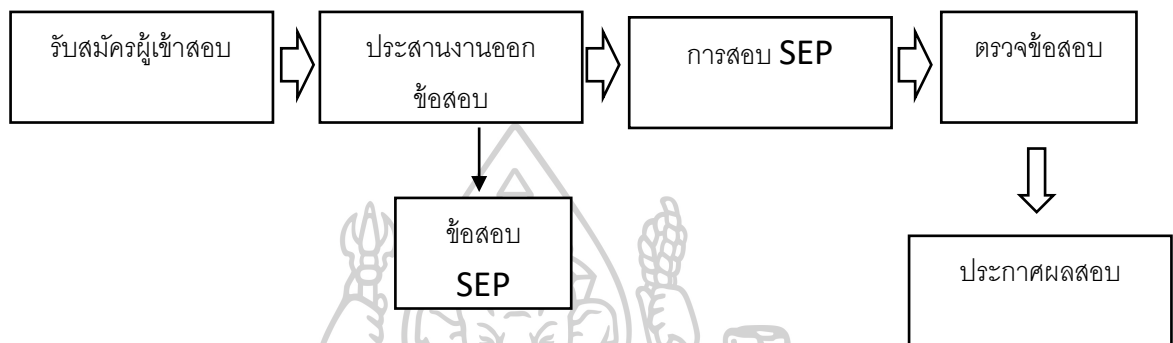 รับสมัครผู้เข้าสอบ
ประสานงานออก
ข้อสอบ
การสอบ SEP
ตรวจข้อสอบ
ข้อสอบ
SEP
ประกาศผลสอบ